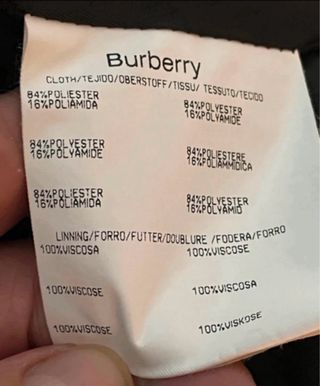 Burberry
CLOTH/TEJIDO/OBERSTOFF/TISSU/ TESSUTO/TECIDO
84%POLIESTER 84%POLYESTER
16%POLIAMIDA 16%POLYAMIDE
84%POLYESTER 84%POLIESTERE
16%POLYAMIDE 16%POLIAMMIDICA
84%POLIESTER 84%POLYESTER
16%POLIAMIDA 16%POLYAMID
LINNING/FORRO/FUTTER/DOUBLURE /FODERA/FORRO
100%VISCOSA 100%VISCOSE
100%VISCOSE 100%VISCOSA
100%VISCOSE 100%VISKOSE